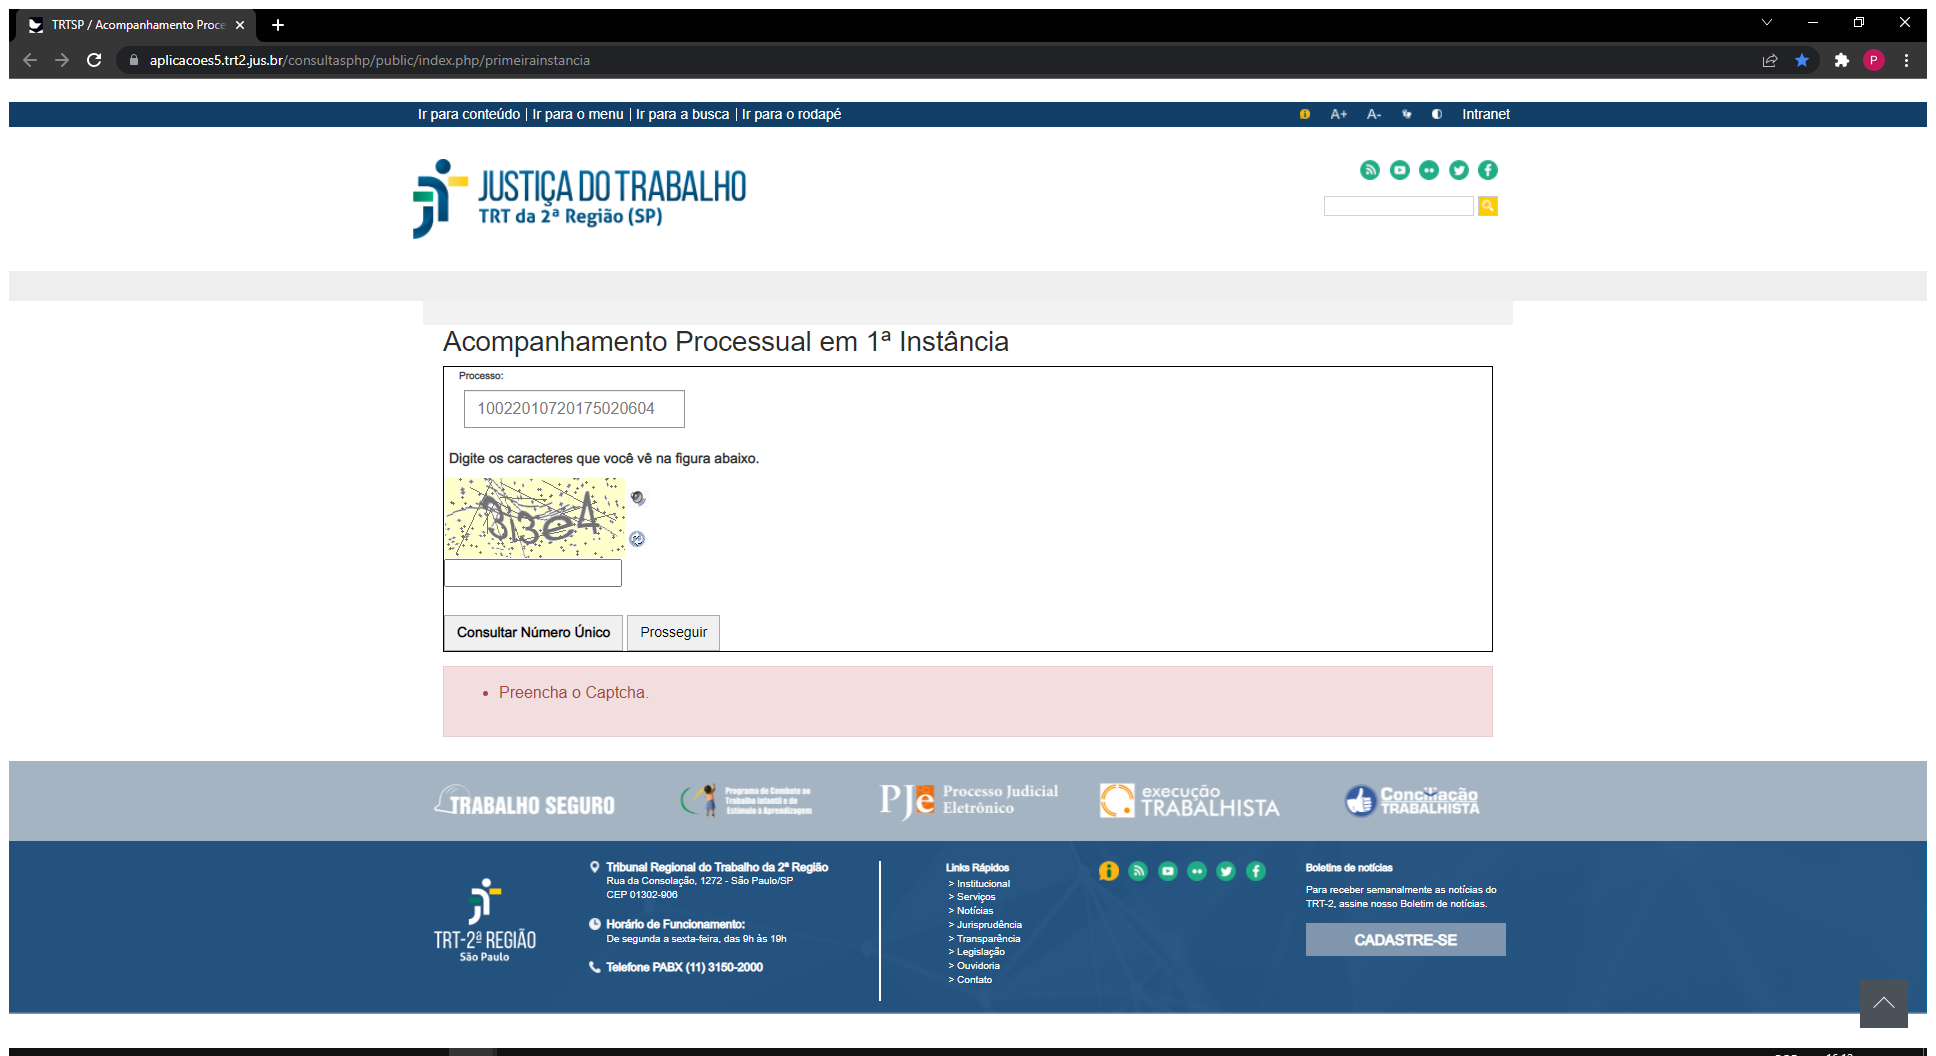 TRTSP / Acompanhamento Proce
aplicacoes5.trt2.jus.br/consultasphp/public/index.php/primeirainstancia
P
Ir para conteúdo | Ir para o menu | Ir para a busca | Ir para o rodapé
A+ A- Intranet
JUSTIÇA DO TRABALHO
TRT da 2ª Região (SP)
Acompanhamento Processual em 1ª Instância
Processo:
10022010720175020604
Digite os caracteres que você vê na figura abaixo.
Consultar Número Único Prosseguir
• Preencha o Captcha.
TRABALHO SEGURO
Programa de Combate ao
Trabalho Infantil e de
Estímulo à Aprendizagem
PJe Processo Judicial
Eletrônico
execução
TRABALHISTA
Conciliação
TRABALHISTA
TRT-2ª REGIÃO
São Paulo
Tribunal Regional do Trabalho da 2ª Região
Rua da Consolação, 1272 - São Paulo/SP
CEP 01302-906
Horário de Funcionamento:
De segunda a sexta-feira, das 9h às 19h
Telefone PABX (11) 3150-2000
Links Rápidos
> Institucional
> Serviços
> Notícias
> Jurisprudência
> Transparência
> Legislação
> Ouvidoria
> Contato
Boletins de notícias
Para receber semanalmente as notícias do
TRT-2, assine nosso Boletim de notícias.
CADASTRE-SE